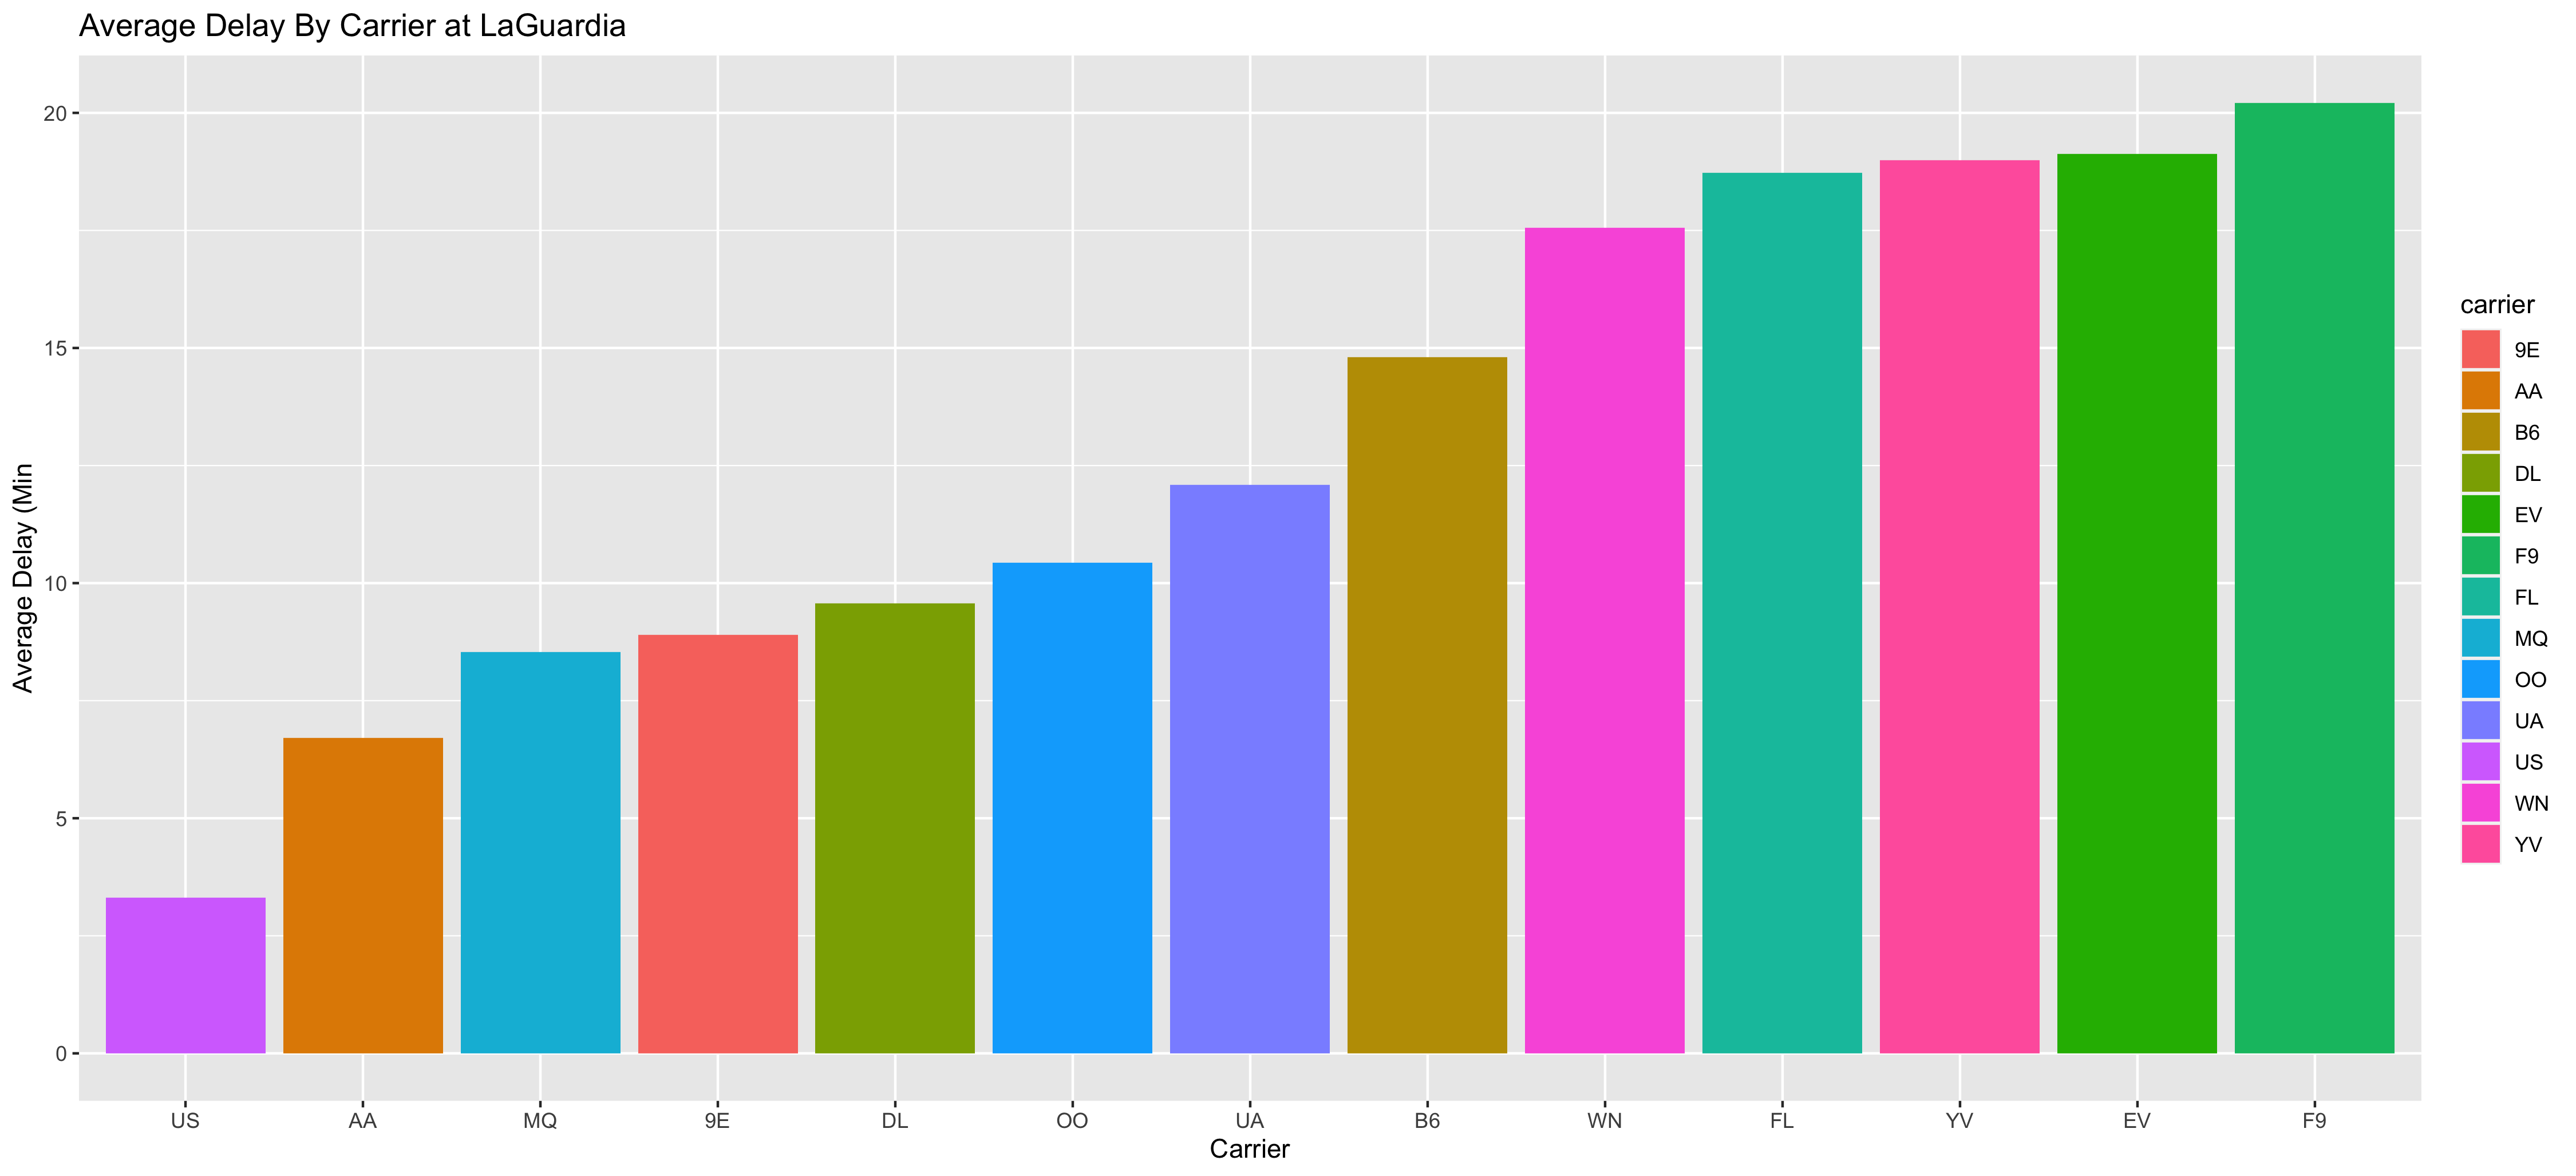 Average Delay By Carrier at LaGuardia
Average Delay (Min
20
15
10
5
0
US AA MQ 9E DL OO UA B6 WN FL YV EV F9
Carrier
carrier
9E
AA
B6
DL
EV
F9
FL
MQ
OO
UA
US
WN
YV